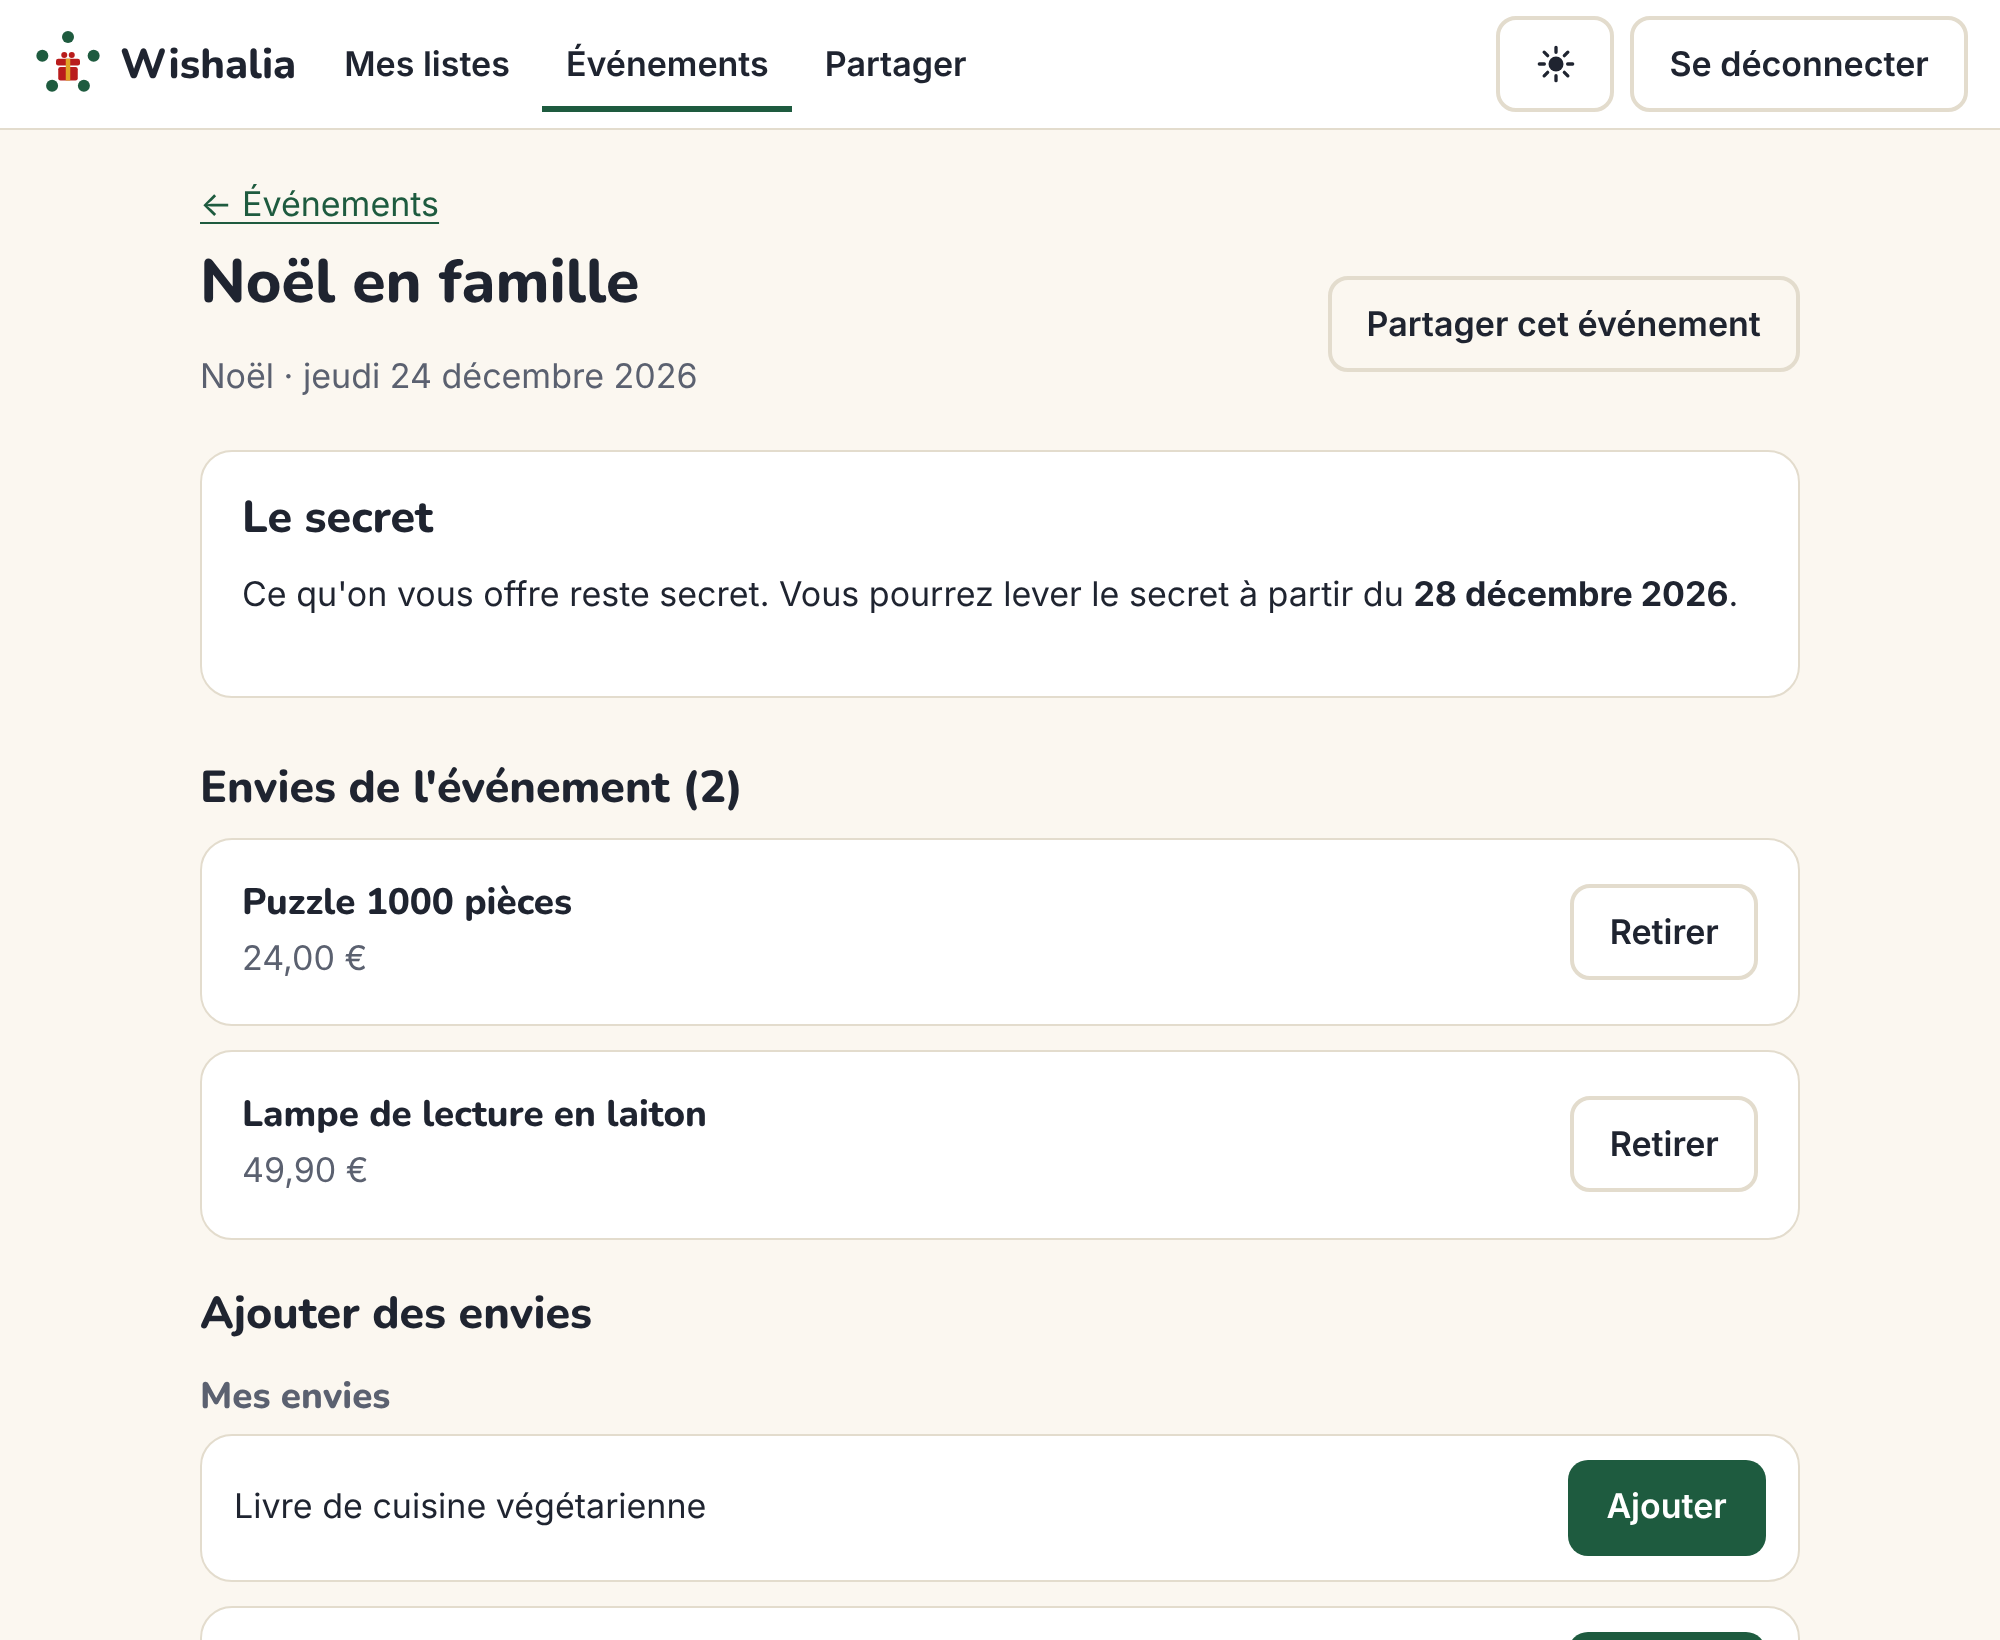 Wishalia
Mes listes
Événements
Partager
Se déconnecter
← Événements
Noël en famille
Partager cet événement
Noël · jeudi 24 décembre 2026
Le secret
Ce qu'on vous offre reste secret. Vous pourrez lever le secret à partir du 28 décembre 2026.
Envies de l'événement (2)
Puzzle 1000 pièces
24,00 €
Retirer
Lampe de lecture en laiton
49,90 €
Retirer
Ajouter des envies
Mes envies
Livre de cuisine végétarienne
Ajouter